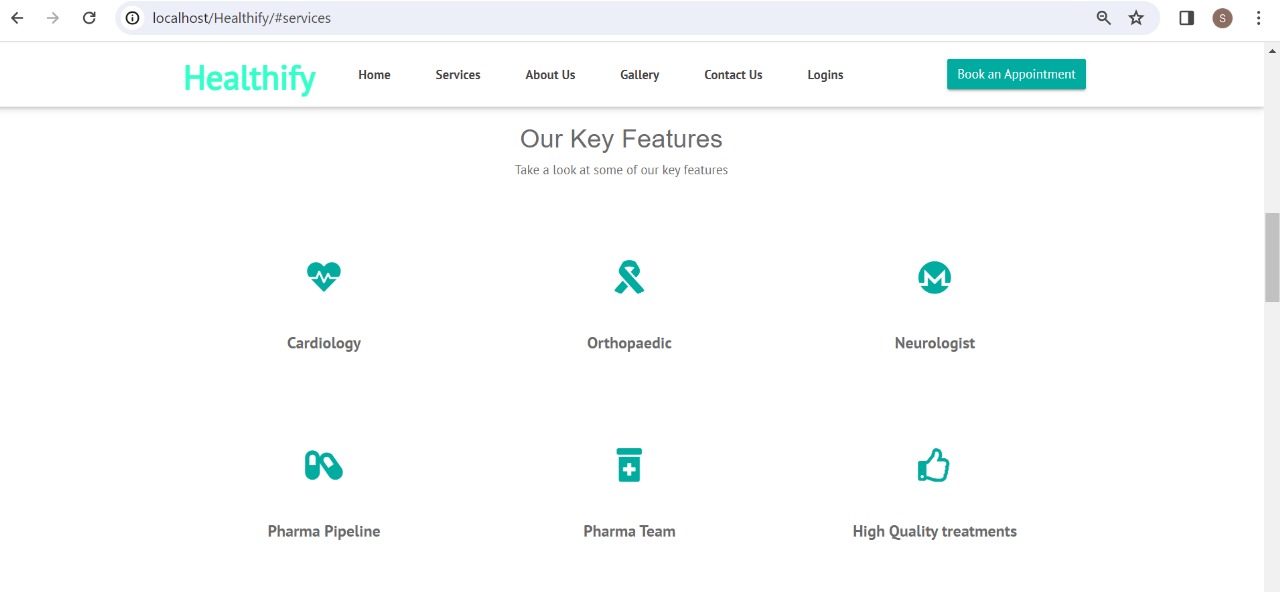 localhost/Healthify/#services
S
Healthify Home Services About Us Gallery Contact Us Logins Book an Appointment
Our Key Features
Take a look at some of our key features
Cardiology Orthopaedic Neurologist
Pharma Pipeline Pharma Team High Quality treatments